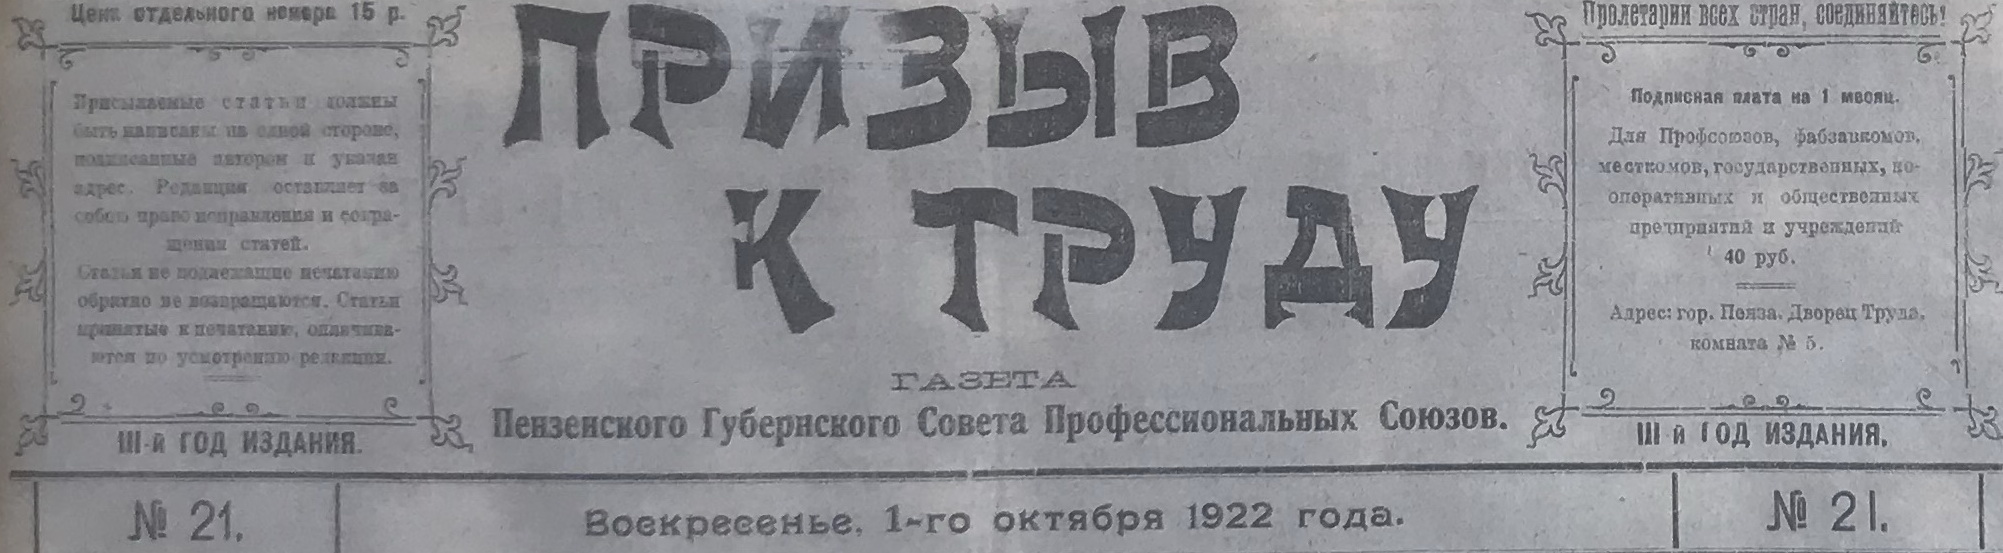 Цена отдельного номера 15 р.
Присылаемые статьи должны
быть написаны на одной стороне,
подписанные автором и указан
адрес. Редакция оставляет за
собою право исправления и сокра-
щения статей.
Статьи не подлежащие печатанию
обратно не возвращаются. Статьи
принятые к печатанию, оплачива-
ются по усмотрению редакции.
III-й ГОД ИЗДАНИЯ.
ПРИЗЫВ
К ТРУДУ
ГАЗЕТА
Пензенского Губернского Совета Профессиональных Союзов.
Пролетарии всех стран, соединяйтесь!
Подписная плата на 1 месяц.
Для Профсоюзов, фабзавкомов,
месткомов, государственных, ко-
оперативных и общественных
предприятий и учреждений
40 руб.
Адрес: гор. Пенза. Дворец Труда,
комната № 5.
III-й ГОД ИЗДАНИЯ.
№ 21.
Воскресенье, 1-го октября 1922 года.
№ 21.